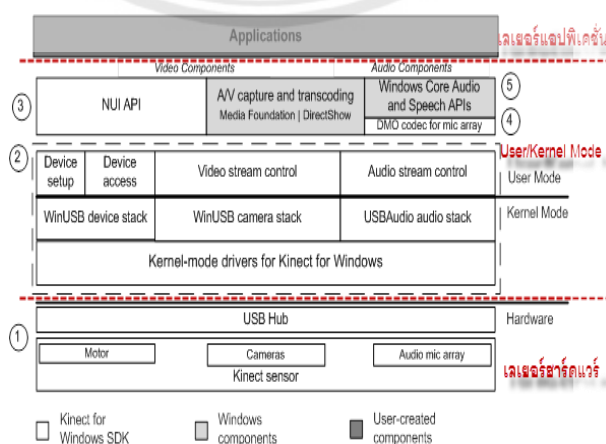 Applications
เลเยอร์แอปพิเคชั่น
Video Components
Audio Components
③
NUI API
A/V capture and transcoding
Media Foundation | DirectShow
Windows Core Audio
and Speech APIs
⑤
DMO codec for mic array
④
User/Kernel Mode
②
Device
setup
Device
access
Video stream control
Audio stream control
User Mode
WinUSB device stack
WinUSB camera stack
USBAudio audio stack
Kernel Mode
Kernel-mode drivers for Kinect for Windows
USB Hub
Hardware
①
Motor
Cameras
Audio mic array
Kinect sensor
เลเยอร์ฮาร์ดแวร์
Kinect for
Windows SDK
Windows
components
User-created
components